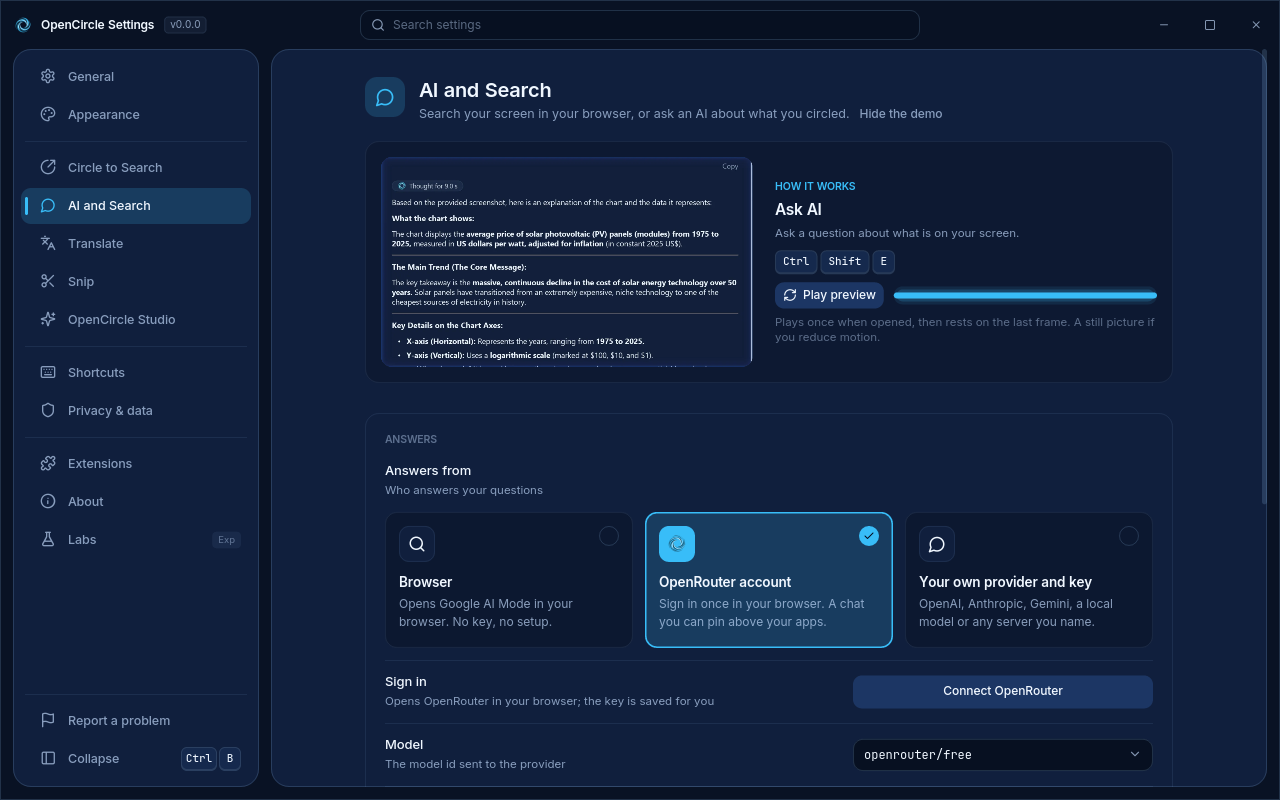 OpenCircle Settings
v0.0.0
Search settings
General
Appearance
Circle to Search
AI and Search
Translate
Snip
OpenCircle Studio
Shortcuts
Privacy & data
Extensions
About
Labs
Exp
Report a problem
Collapse
Ctrl
B
AI and Search
Search your screen in your browser, or ask an AI about what you circled.
Hide the demo
Copy
Thought for 9.0 s
Based on the provided screenshot, here is an explanation of the chart and the data it represents:
What the chart shows:
The chart displays the average price of solar photovoltaic (PV) panels (modules) from 1975 to
2025, measured in US dollars per watt, adjusted for inflation (in constant 2025 US$).
The Main Trend (The Core Message):
The key takeaway is the massive, continuous decline in the cost of solar energy technology over 50
years. Solar panels have transitioned from an extremely expensive, niche technology to one of the
cheapest sources of electricity in history.
Key Details on the Chart Axes:
• X-axis (Horizontal): Represents the years, ranging from 1975 to 2025.
• Y-axis (Vertical): Uses a logarithmic scale (marked at $100, $10, and $1).
HOW IT WORKS
Ask AI
Ask a question about what is on your screen.
Ctrl
Shift
E
Play preview
Plays once when opened, then rests on the last frame. A still picture if
you reduce motion.
ANSWERS
Answers from
Who answers your questions
Browser
Opens Google AI Mode in your
browser. No key, no setup.
OpenRouter account
Sign in once in your browser. A chat
you can pin above your apps.
Your own provider and key
OpenAI, Anthropic, Gemini, a local
model or any server you name.
Sign in
Opens OpenRouter in your browser; the key is saved for you
Connect OpenRouter
Model
The model id sent to the provider
openrouter/free